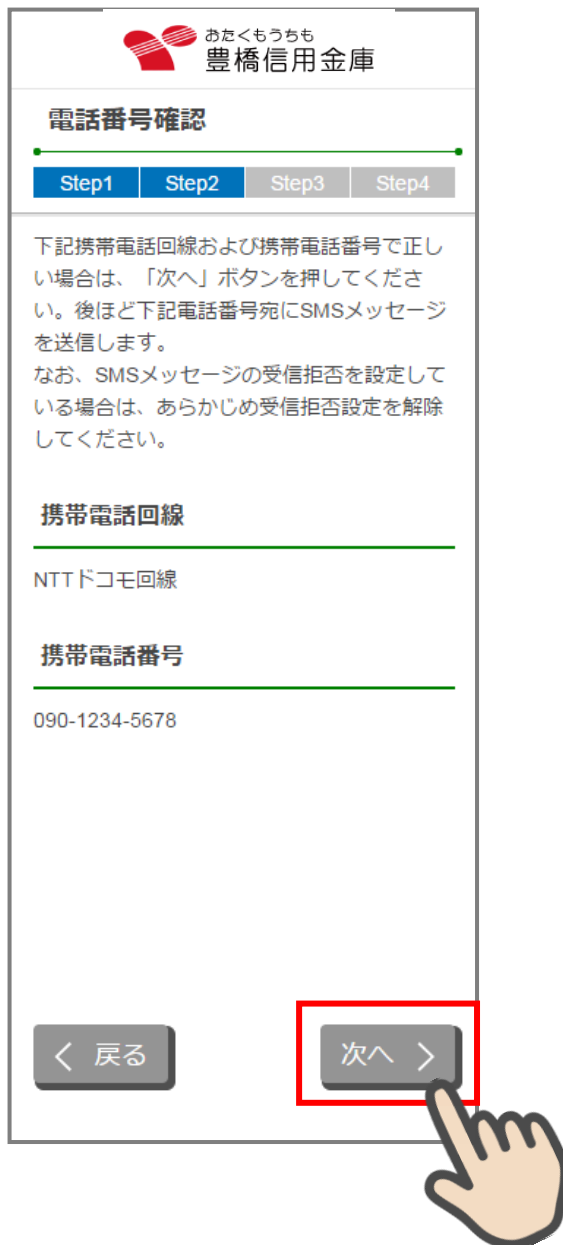 おたくもうちも
豊橋信用金庫
電話番号確認
Step1 Step2 Step3 Step4
下記携帯電話回線および携帯電話番号で正し
い場合は、「次へ」ボタンを押してくださ
い。後ほど下記電話番号宛にSMSメッセージ
を送信します。
なお、SMSメッセージの受信拒否を設定して
いる場合は、あらかじめ受信拒否設定を解除
してください。
携帯電話回線
NTTドコモ回線
携帯電話番号
090-1234-5678
戻る 次へ